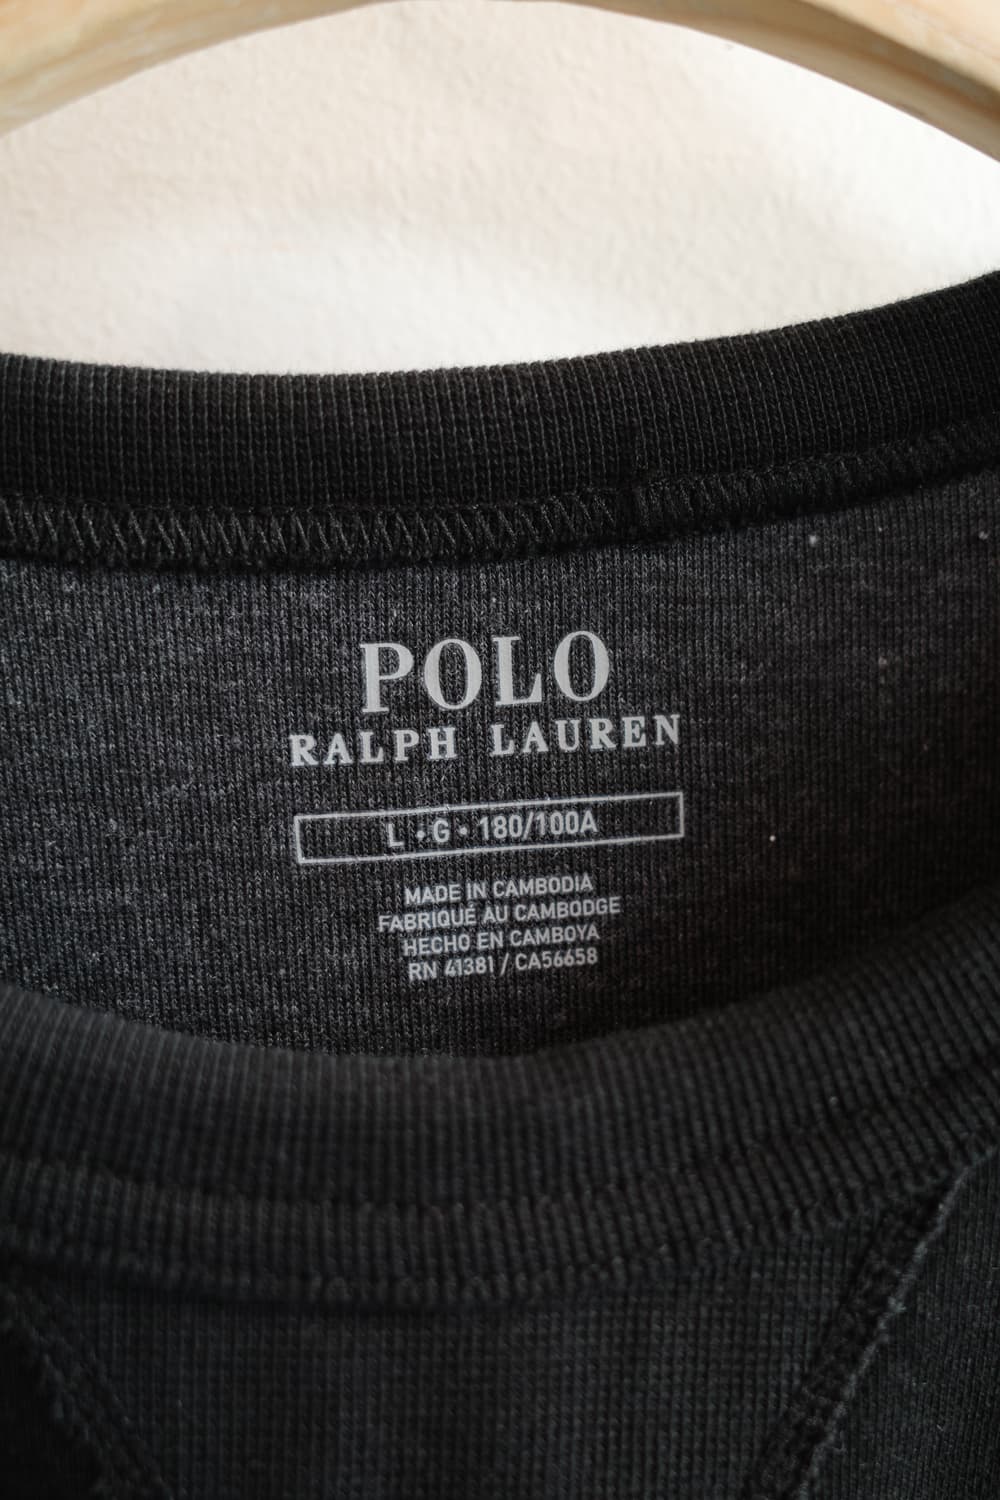 POLO
RALPH LAUREN
L • G • 180/100A
MADE IN CAMBODIA
FABRIQUÉ AU CAMBODGE
HECHO EN CAMBOYA
RN 41381 / CA56658